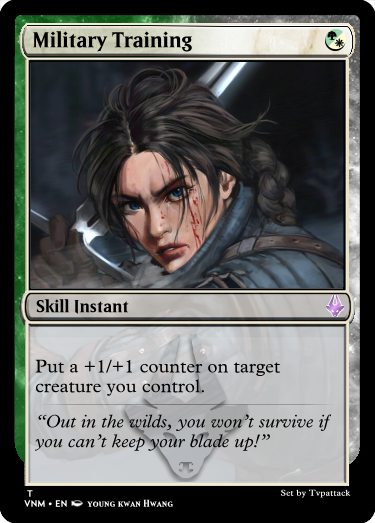 Military Training
Skill Instant
Put a +1/+1 counter on target
creature you control.
“Out in the wilds, you won’t survive if
you can’t keep your blade up!”
T
VNM • EN YOUNG KWAN HWANG
Set by Tvpattack